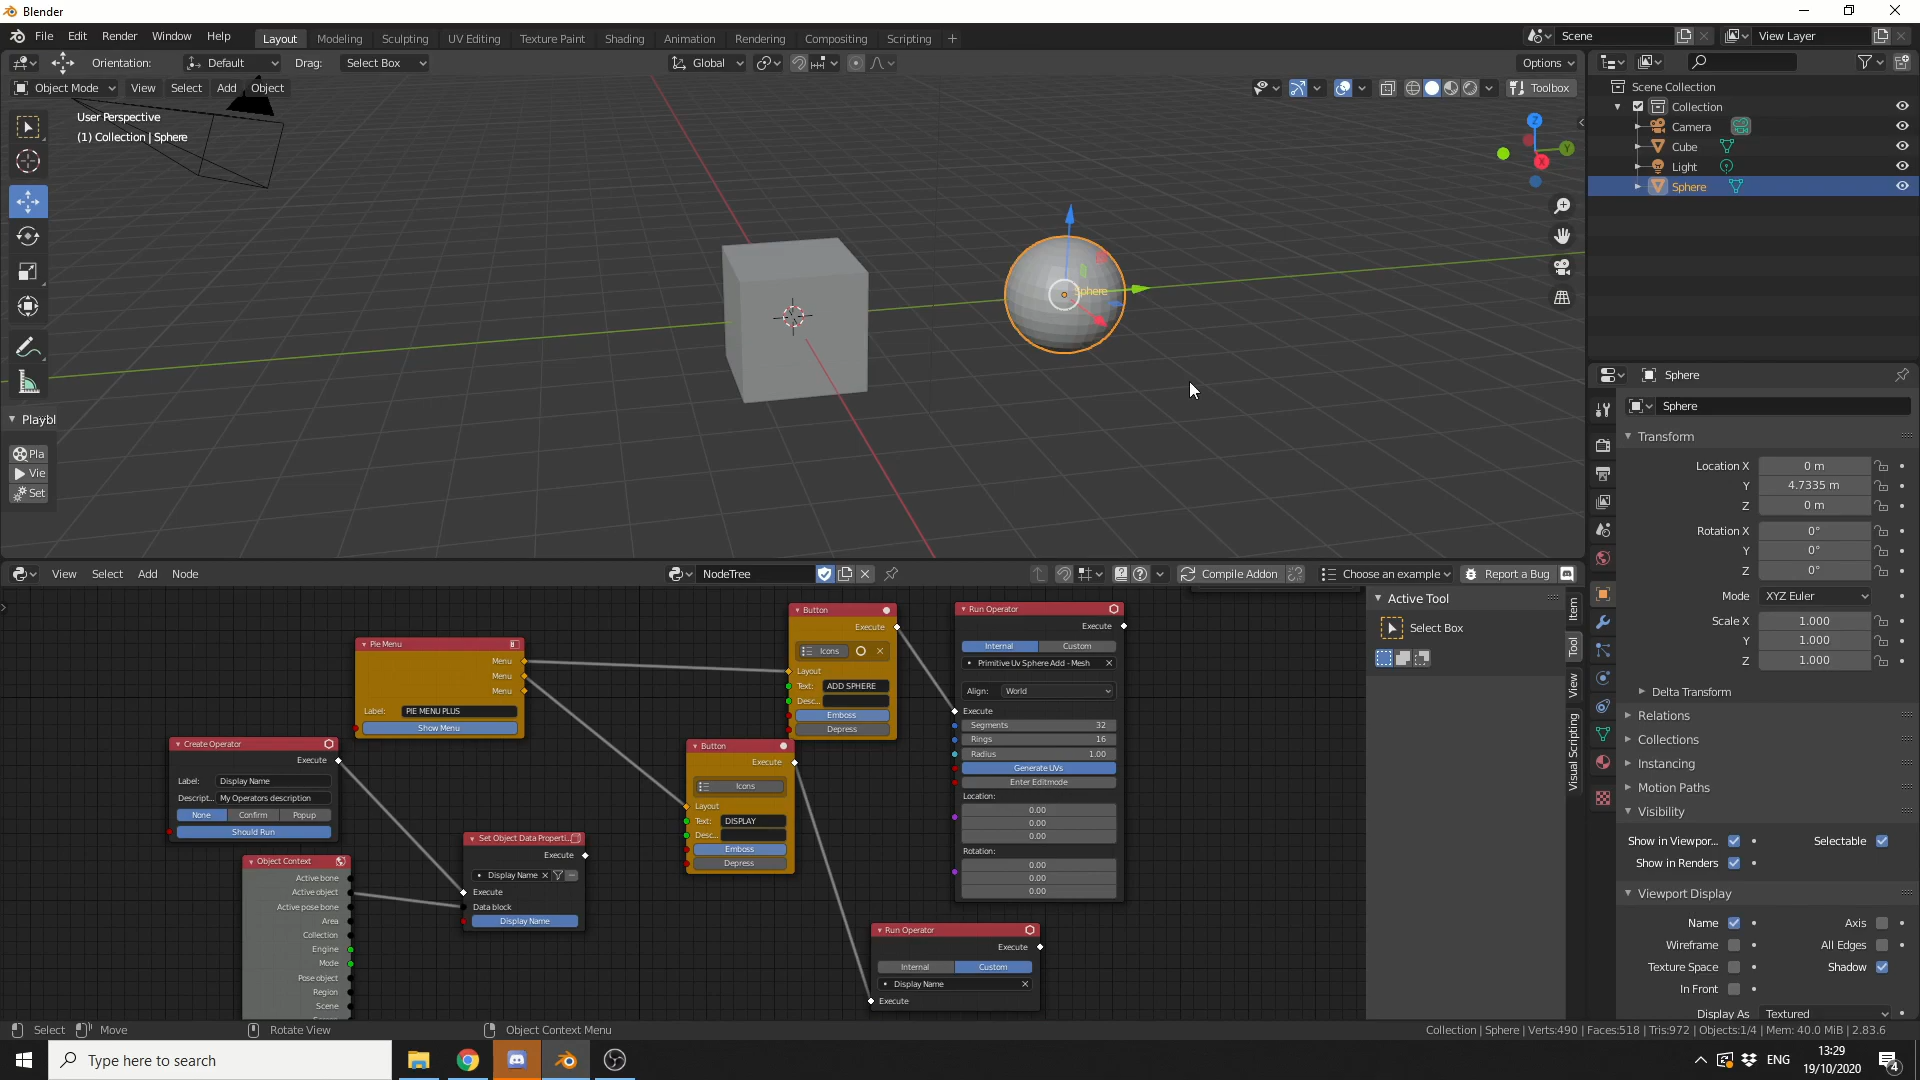 Blender
File Edit Render Window Help
Layout Modeling Sculpting UV Editing Texture Paint Shading Animation Rendering Compositing Scripting +
Scene
View Layer
Orientation: Default Drag: Select Box
Global
Options
Object Mode View Select Add Object
Toolbox
User Perspective
(1) Collection | Sphere
Z
Y
X
Sphere
Playbl
Pla
Vie
Set
Scene Collection
Collection
Camera
Cube
Light
Sphere
Sphere
Sphere
Transform
Location X 0 m
Y 4.7335 m
Z 0 m
Rotation X 0°
Y 0°
Z 0°
Mode XYZ Euler
Scale X 1.000
Y 1.000
Z 1.000
Delta Transform
Relations
Collections
Instancing
Motion Paths
Visibility
Show in Viewpor...
Selectable
Show in Renders
Viewport Display
Name
Axis
Wireframe
All Edges
Texture Space
Shadow
In Front
Display As Textured
View Select Add Node
NodeTree
Compile Addon
Choose an example
Report a Bug
Active Tool
Select Box
Item
Tool
View
Visual Scripting
Pie Menu
Menu
Menu
Menu
Label: PIE MENU PLUS
Show Menu
Create Operator
Execute
Label: Display Name
Descript... My Operators description
None Confirm Popup
Should Run
Object Context
Active bone
Active object
Active pose bone
Area
Collection
Engine
Mode
Pose object
Region
Scene
Set Object Data Properti...
Execute
Display Name
Execute
Data block
Display Name
Button
Execute
Icons
Layout
Text: ADD SPHERE
Desc...
Emboss
Depress
Button
Execute
Icons
Layout
Text: DISPLAY
Desc...
Emboss
Depress
Run Operator
Execute
Internal Custom
Primitive Uv Sphere Add - Mesh
Align: World
Execute
Segments 32
Rings 16
Radius 1.00
Generate UVs
Enter Editmode
Location:
0.00
0.00
0.00
Rotation:
0.00
0.00
0.00
Run Operator
Execute
Internal Custom
Display Name
Execute
Select Move Rotate View Object Context Menu
Collection | Sphere | Verts:490 | Faces:518 | Tris:972 | Objects:1/4 | Mem: 40.0 MiB | 2.83.6
Type here to search
ENG
13:29
19/10/2020
4